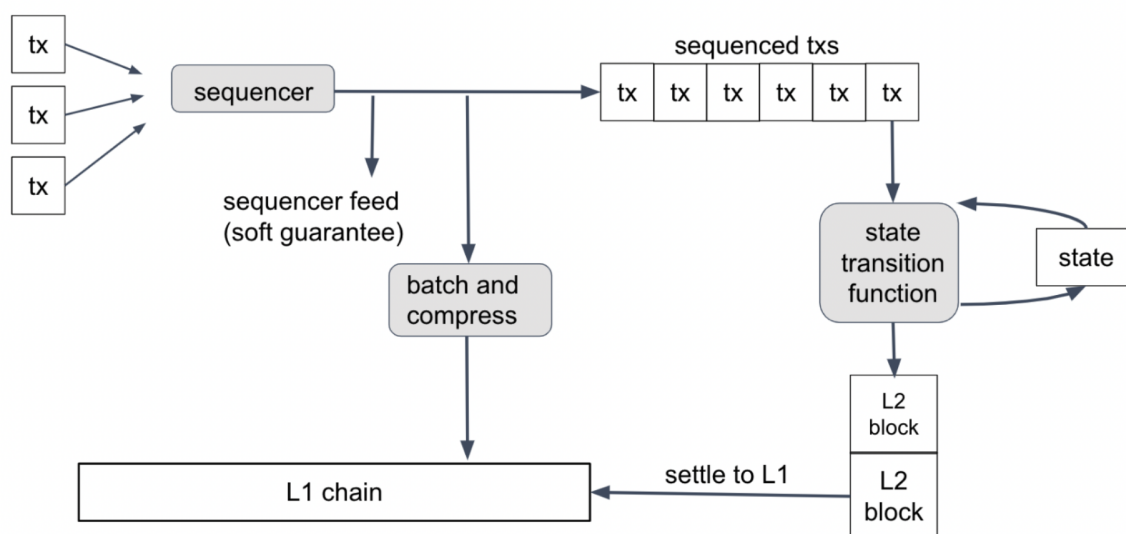 tx
tx
tx
sequencer
sequenced txs
tx tx tx tx tx tx
sequencer feed
(soft guarantee)
batch and
compress
state
transition
function
state
L2
block
L2
block
settle to L1
L1 chain